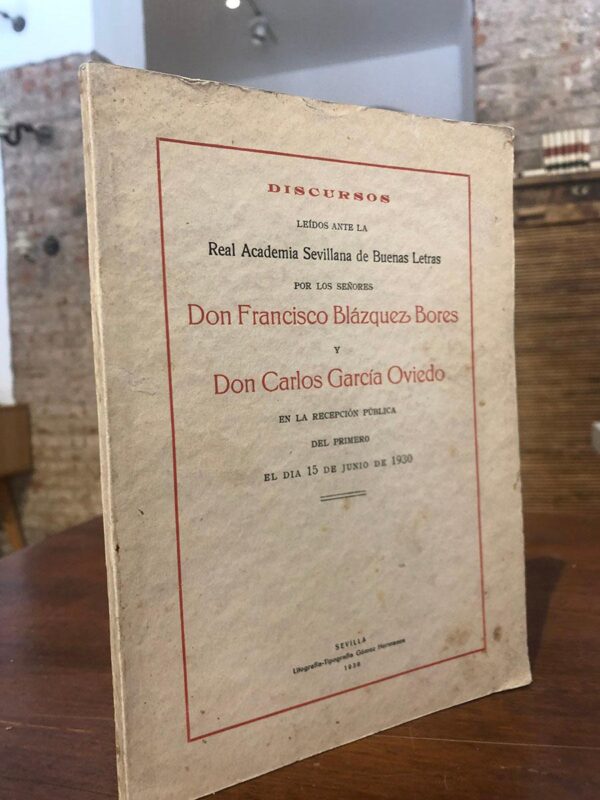 DISCURSOS
LEÍDOS ANTE LA
Real Academia Sevillana de Buenas Letras
POR LOS SEÑORES
Don Francisco Blázquez Bores
Y
Don Carlos García Oviedo
EN LA RECEPCIÓN PÚBLICA
DEL PRIMERO
EL DIA 15 DE JUNIO DE 1930
SEVILLA
Litografía-Tipografía Gómez Hermanos